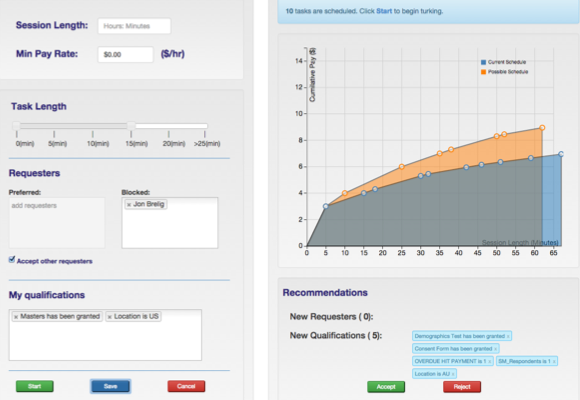 Session Length: Hours: Minutes
Min Pay Rate: $0.00 ($/hr)
Task Length
0(min) 5(min) 10(min) 15(min) 20(min) >25(min)
Requesters
Preferred: Blocked:
add requesters
× Jon Brelig
Accept other requesters
My qualifications
× Masters has been granted × Location is US
Start Save Cancel
10 tasks are scheduled. Click Start to begin turking.
Cumilative Pay ($)
Current Schedule
Possible Schedule
14
12
10
8
6
4
2
0
0 5 10 15 20 25 30 35 40 45 50 55 60 65
Session Length (Minutes)
Recommendations
New Requesters ( 0):
New Qualifications ( 5):
Demographics Test has been granted ×
Consent Form has been granted ×
OVERDUE HIT PAYMENT is 1 × SM_Respondents is 1 ×
Location is AU ×
Accept Reject